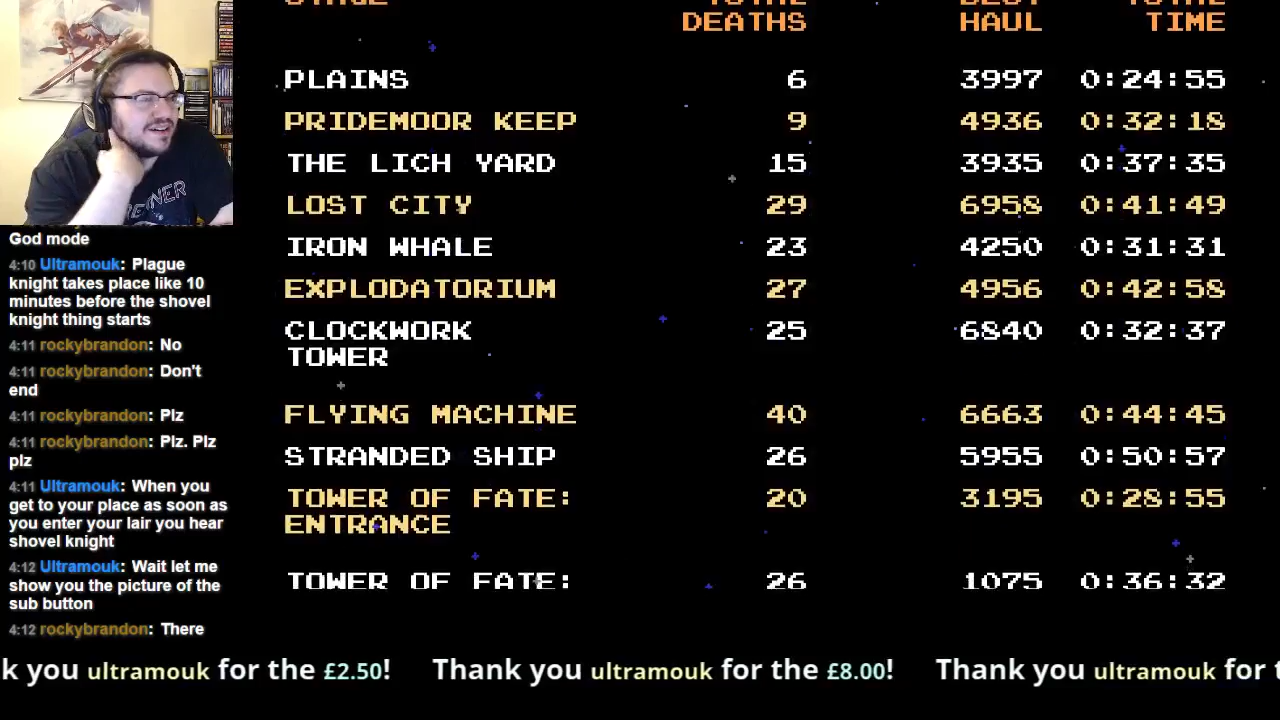 STAGE TOTAL BEST TOTAL
DEATHS HAUL TIME
PLAINS 6 3997 0:24:55
PRIDEMOOR KEEP 9 4936 0:32:18
THE LICH YARD 15 3935 0:37:35
LOST CITY 29 6958 0:41:49
IRON WHALE 23 4250 0:31:31
EXPLODATORIUM 27 4956 0:42:58
CLOCKWORK 25 6840 0:32:37
TOWER
FLYING MACHINE 40 6663 0:44:45
STRANDED SHIP 26 5955 0:50:57
TOWER OF FATE: 20 3195 0:28:55
ENTRANCE
TOWER OF FATE: 26 1075 0:36:32
God mode
4:10 Ultramouk: Plague
knight takes place like 10
minutes before the shovel
knight thing starts
4:11 rockybrandon: No
4:11 rockybrandon: Don't
end
4:11 rockybrandon: Plz
4:11 rockybrandon: Plz. Plz
plz
4:11 Ultramouk: When you
get to your place as soon as
you enter your lair you hear
shovel knight
4:12 Ultramouk: Wait let me
show you the picture of the
sub button
4:12 rockybrandon: There
k you ultramouk for the £2.50! Thank you ultramouk for the £8.00! Thank you ultramouk for t